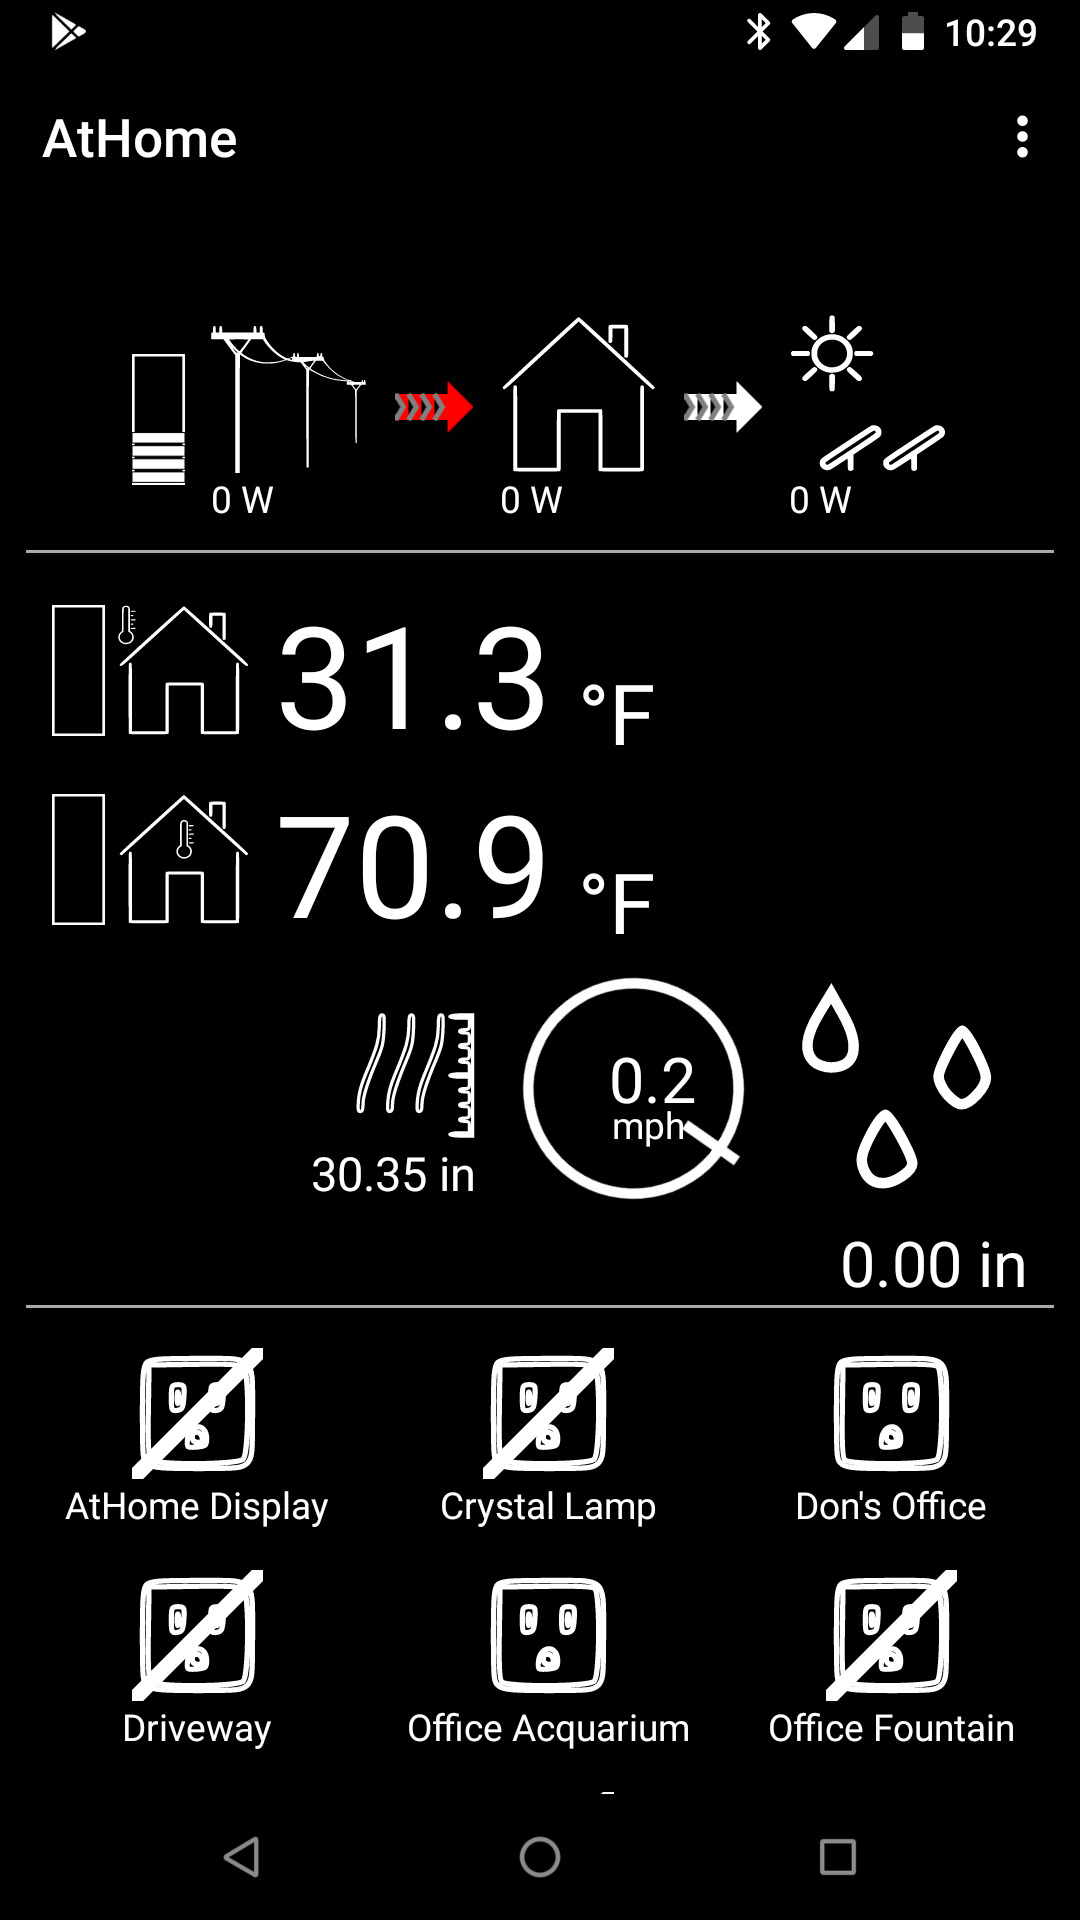 10:29
AtHome
0 W
0 W
0 W
31.3 °F
70.9 °F
0.2
mph
30.35 in
0.00 in
AtHome Display
Crystal Lamp
Don's Office
Driveway
Office Acquarium
Office Fountain